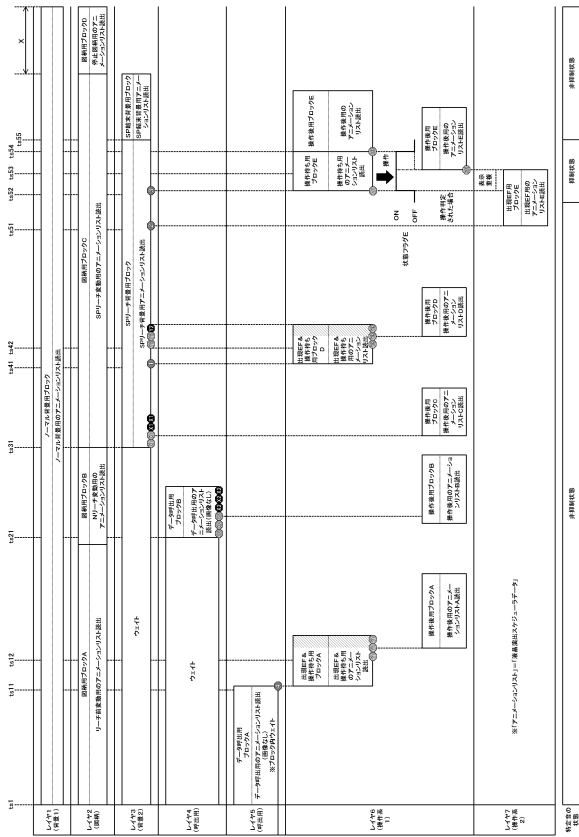 ts1
ts11
ts12
ts21
ts31
ts41
ts42
ts51
ts52
ts53
ts54
ts55
X
レイヤ1
(背景1)
ノーマル背景用ブロック
ノーマル背景用のアニメーションリスト読出
レイヤ2
(図柄)
図柄用ブロックA
リーチ前変動用のアニメーションリスト読出
図柄用ブロックB
Nリーチ変動用の
アニメーションリスト読出
図柄用ブロックC
SPリーチ変動用のアニメーションリスト読出
図柄用ブロックD
停止図柄用のアニ
メーションリスト読出
レイヤ3
(背景2)
ウェイト
SPリーチ背景用ブロック
SPリーチ背景用アニメーションリスト読出
SP結末背景用ブロック
SP結末背景用アニメー
ションリスト読出
レイヤ4
(呼出用)
ウェイト
データ呼出用
ブロックB
データ呼出用のア
ニメーションリスト
読出(画像なし)
レイヤ5
(呼出用)
データ呼出用
ブロックA
データ呼出用のアニメーションリスト読出
(画像なし)
※ブロック内ウェイト
レイヤ6
(操作系
1)
出現EF&
操作待ち用
ブロックA
出現EF&
操作待ち用
のアニメー
ションリスト
読出
操作後用ブロックA
操作後用のアニメー
ションリストA読出
操作後用ブロックB
操作後用のアニメーショ
ンリストB読出
操作後用
ブロックC
操作後用のアニ
メーション
リストC読出
出現EF&
操作待ち
用ブロック
D
出現EF&
操作待ち
用のアニ
メーション
リスト読出
操作後用
ブロックD
操作後用のアニ
メーション
リストD読出
操作待ち用
ブロックE
操作待ち用
のアニメー
ションリスト
読出
操作後用ブロックE
操作後用の
アニメーション
リスト読出
状態フラグE
ON
OFF
操作
操作判定
された場合
操作後用
ブロックE
操作後用の
アニメーション
リストE読出
表示
重複
レイヤ7
(操作系
2)
※「アニメーションリスト」=「液晶演出スケジューラデータ」
出現EF用
ブロックE
出現EF用の
アニメーション
リストE読出
特定音の
状態
非抑制状態
抑制状態
非抑制状態